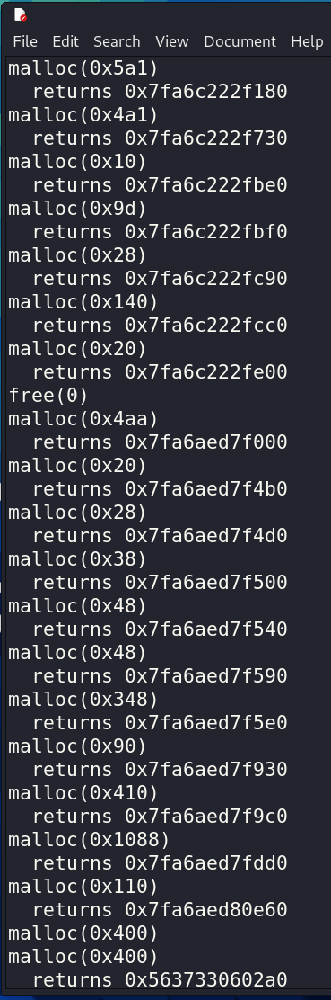 File Edit Search View Document Help
malloc(0x5a1)
  returns 0x7fa6c222f180
malloc(0x4a1)
  returns 0x7fa6c222f730
malloc(0x10)
  returns 0x7fa6c222fbe0
malloc(0x9d)
  returns 0x7fa6c222fbf0
malloc(0x28)
  returns 0x7fa6c222fc90
malloc(0x140)
  returns 0x7fa6c222fcc0
malloc(0x20)
  returns 0x7fa6c222fe00
free(0)
malloc(0x4aa)
  returns 0x7fa6aed7f000
malloc(0x20)
  returns 0x7fa6aed7f4b0
malloc(0x28)
  returns 0x7fa6aed7f4d0
malloc(0x38)
  returns 0x7fa6aed7f500
malloc(0x48)
  returns 0x7fa6aed7f540
malloc(0x48)
  returns 0x7fa6aed7f590
malloc(0x348)
  returns 0x7fa6aed7f5e0
malloc(0x90)
  returns 0x7fa6aed7f930
malloc(0x410)
  returns 0x7fa6aed7f9c0
malloc(0x1088)
  returns 0x7fa6aed7fdd0
malloc(0x110)
  returns 0x7fa6aed80e60
malloc(0x400)
malloc(0x400)
  returns 0x5637330602a0